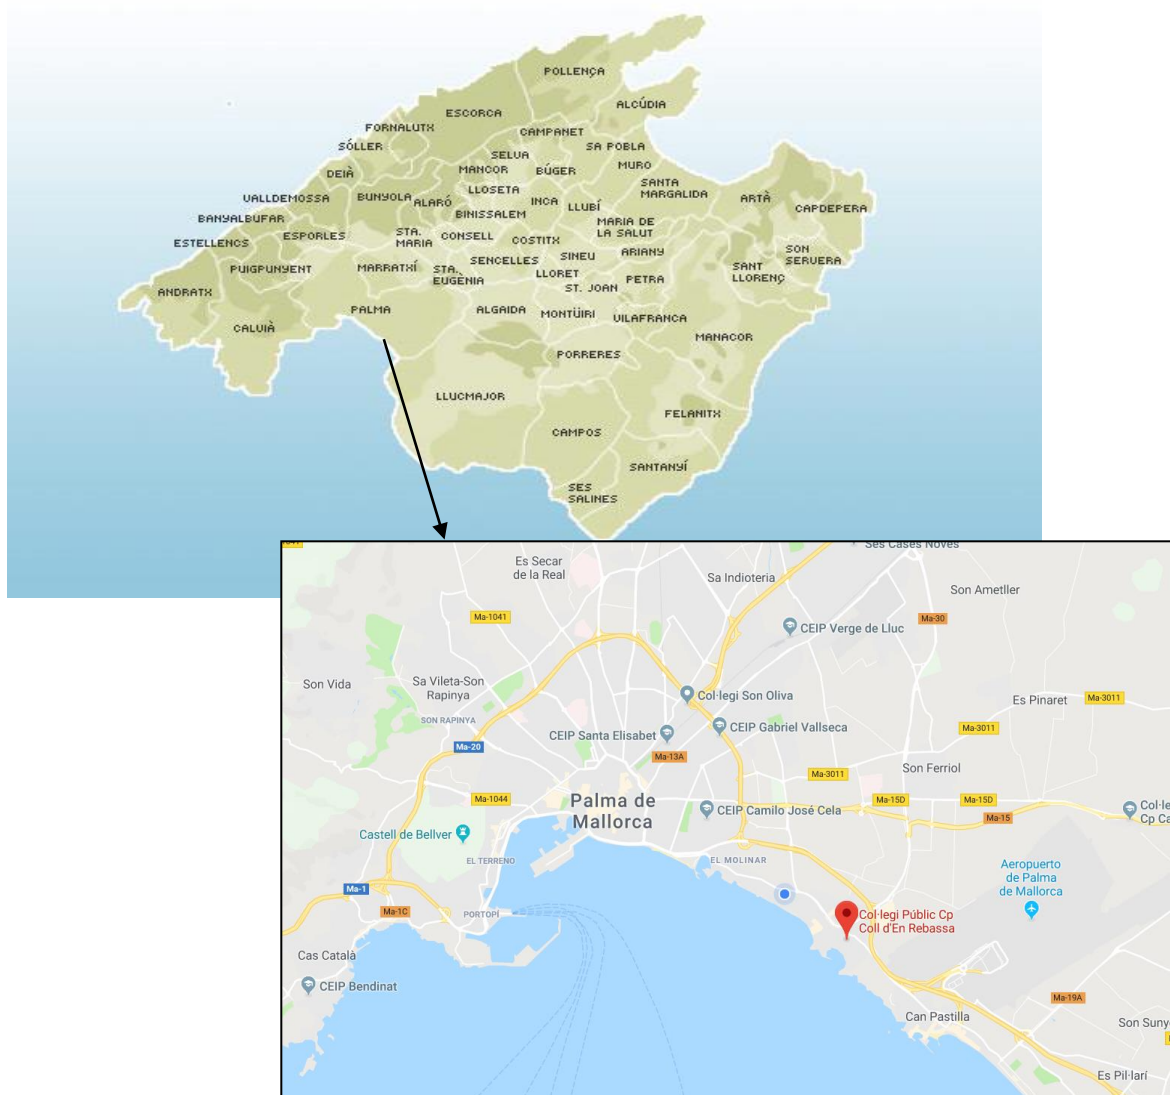 POLLENÇA
ALCÚDIA
ESCORCA
FORNALUTX
CAMPANET
SÓLLER
SA POBLA
SELVA
MANCOR
BÚGER
MURO
DEIÀ
LLOSETA
SANTA
MARGALIDA
VALLDEMOSSA
BUNYOLA
ALARÓ
INCA
LLUBÍ
ARTÀ
CAPDEPERA
BANYALBUFAR
BINISSALEM
MARIA DE
LA SALUT
ESTELLENCS
ESPORLES
STA.
MARIA
CONSELL
COSTITX
SINEU
ARIANY
SON
SERVERA
PUIGPUNYENT
MARRATXÍ
STA.
EUGÈNIA
SENCELLES
LLORET
ST. JOAN
PETRA
SANT
LLORENÇ
ANDRATX
PALMA
ALGAIDA
MONTÜIRI
VILAFRANCA
CALVIÀ
MANACOR
PORRERES
LLUCMAJOR
FELANITX
CAMPOS
SANTANYÍ
SES
SALINES
Ses Cases Noves
Es Secar
de la Real
Sa Indioteria
Son Ametller
Ma-1041
Ma-30
CEIP Verge de Lluc
Son Vida
Sa Vileta-Son
Rapinya
Col·legi Son Oliva
Es Pinaret
Ma-3011
SON RAPINYA
CEIP Santa Elisabet
CEIP Gabriel Vallseca
Ma-3011
Ma-20
Ma-13A
Ma-3011
Son Ferriol
Ma-1044
Palma de
Mallorca
CEIP Camilo José Cela
Ma-15D
Ma-15D
Ma-15
Col·le
Cp Ca
Castell de Bellver
EL TERRENO
EL MOLINAR
Aeropuerto
de Palma
de Mallorca
Ma-1
Ma-1C
PORTOPÍ
Col·legi Públic Cp
Coll d'En Rebassa
Cas Català
CEIP Bendinat
Ma-19A
Can Pastilla
Son Suny
Es Pil·larí